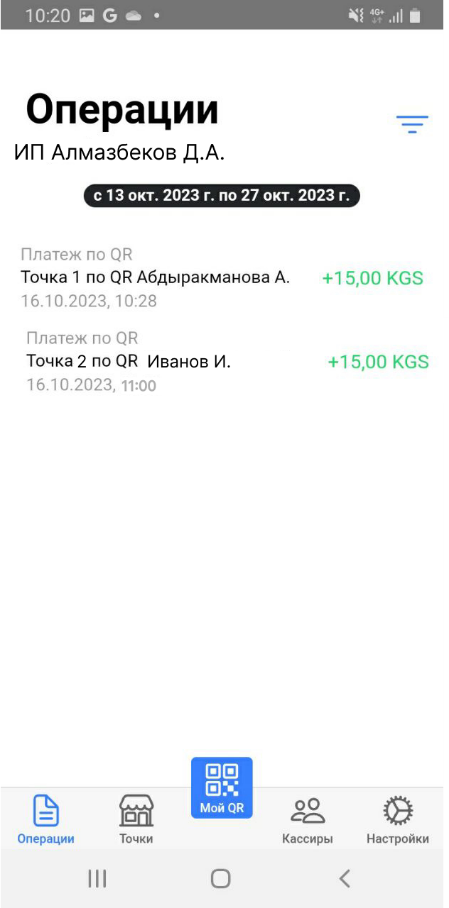 10:20 G 4G+
Операции
ИП Алмазбеков Д.А.
с 13 окт. 2023 г. по 27 окт. 2023 г.
Платеж по QR
Точка 1 по QR Абдыракманова А. +15,00 KGS
16.10.2023, 10:28
Платеж по QR
Точка 2 по QR Иванов И. +15,00 KGS
16.10.2023, 11:00
Мой QR
Операции Точки Кассиры Настройки